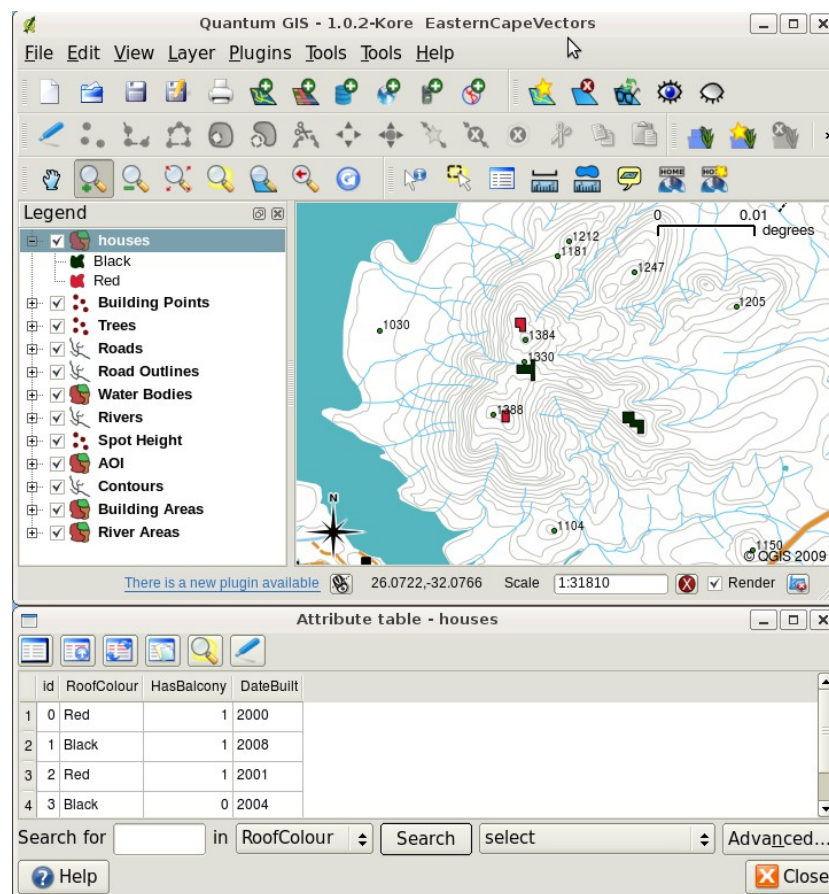 Quantum GIS - 1.0.2-Kore EasternCapeVectors
File Edit View Layer Plugins Tools Tools Help
HOME
Legend
houses
Black
Red
Building Points
Trees
Roads
Road Outlines
Water Bodies
Rivers
Spot Height
AOI
Contours
Building Areas
River Areas
0 0.01
degrees
1212
1181
1247
1205
1030
1384
1330
1388
1104
1150
N
© QGIS 2009
There is a new plugin available 26.0722,-32.0766 Scale 1:31810 Render
Attribute table - houses
id RoofColour HasBalcony DateBuilt
1 0 Red 1 2000
2 1 Black 1 2008
3 2 Red 1 2001
4 3 Black 0 2004
Search for in RoofColour Search select Advanced...
Help Close